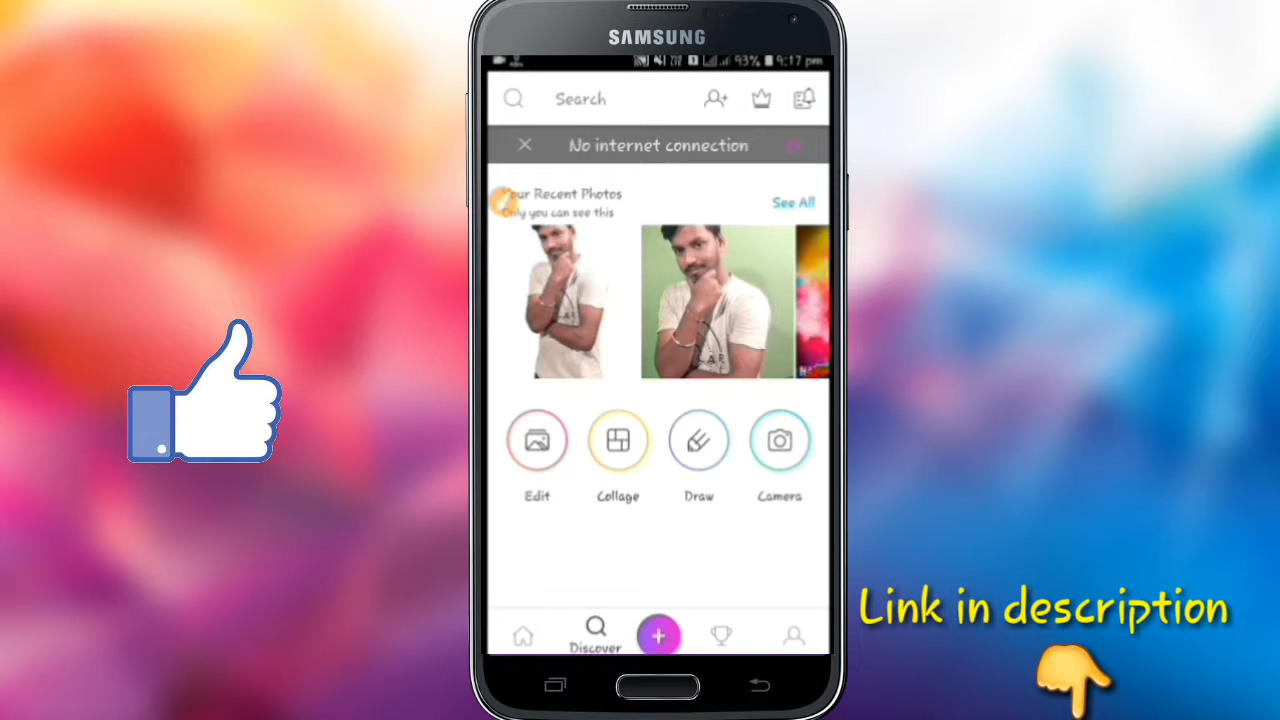 SAMSUNG
93% 9:17 pm
Search
No internet connection
Your Recent Photos
Only you can see this
See All
Edit
Collage
Draw
Camera
Discover
Link in description